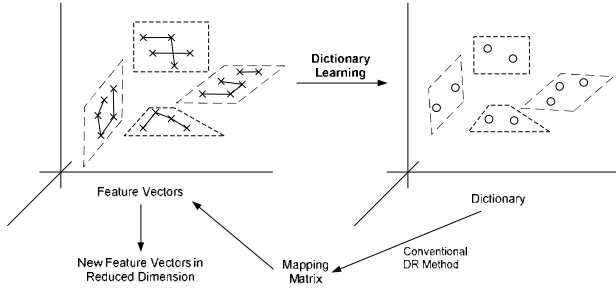 Dictionary
Learning
Feature Vectors
Dictionary
New Feature Vectors in
Reduced Dimension
Mapping
Matrix
Conventional
DR Method